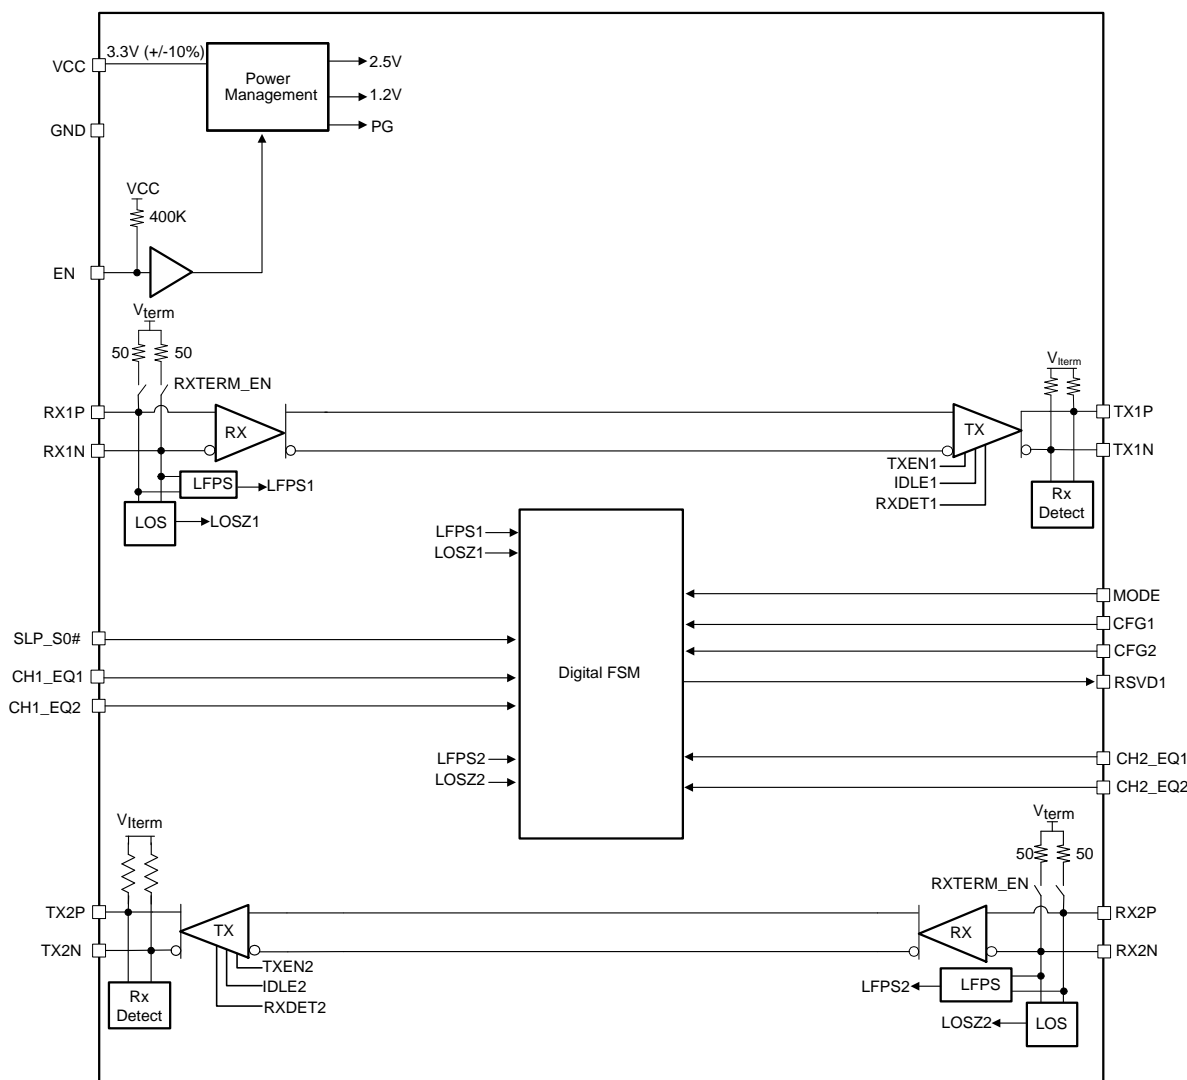 VCC
3.3V (+/-10%)
Power
Management
2.5V
1.2V
PG
GND
VCC
400K
EN
Vterm
50
50
RXTERM_EN
RX1P
RX1N
RX
LFPS
LFPS1
LOS
LOSZ1
VIterm
TX
TX1P
TX1N
TXEN1
IDLE1
RXDET1
Rx
Detect
LFPS1
LOSZ1
SLP_S0#
CH1_EQ1
CH1_EQ2
Digital FSM
MODE
CFG1
CFG2
RSVD1
LFPS2
LOSZ2
CH2_EQ1
CH2_EQ2
VIterm
TX2P
TX2N
TX
TXEN2
IDLE2
RXDET2
Rx
Detect
Vterm
50
50
RXTERM_EN
RX
RX2P
RX2N
LFPS2
LFPS
LOSZ2
LOS